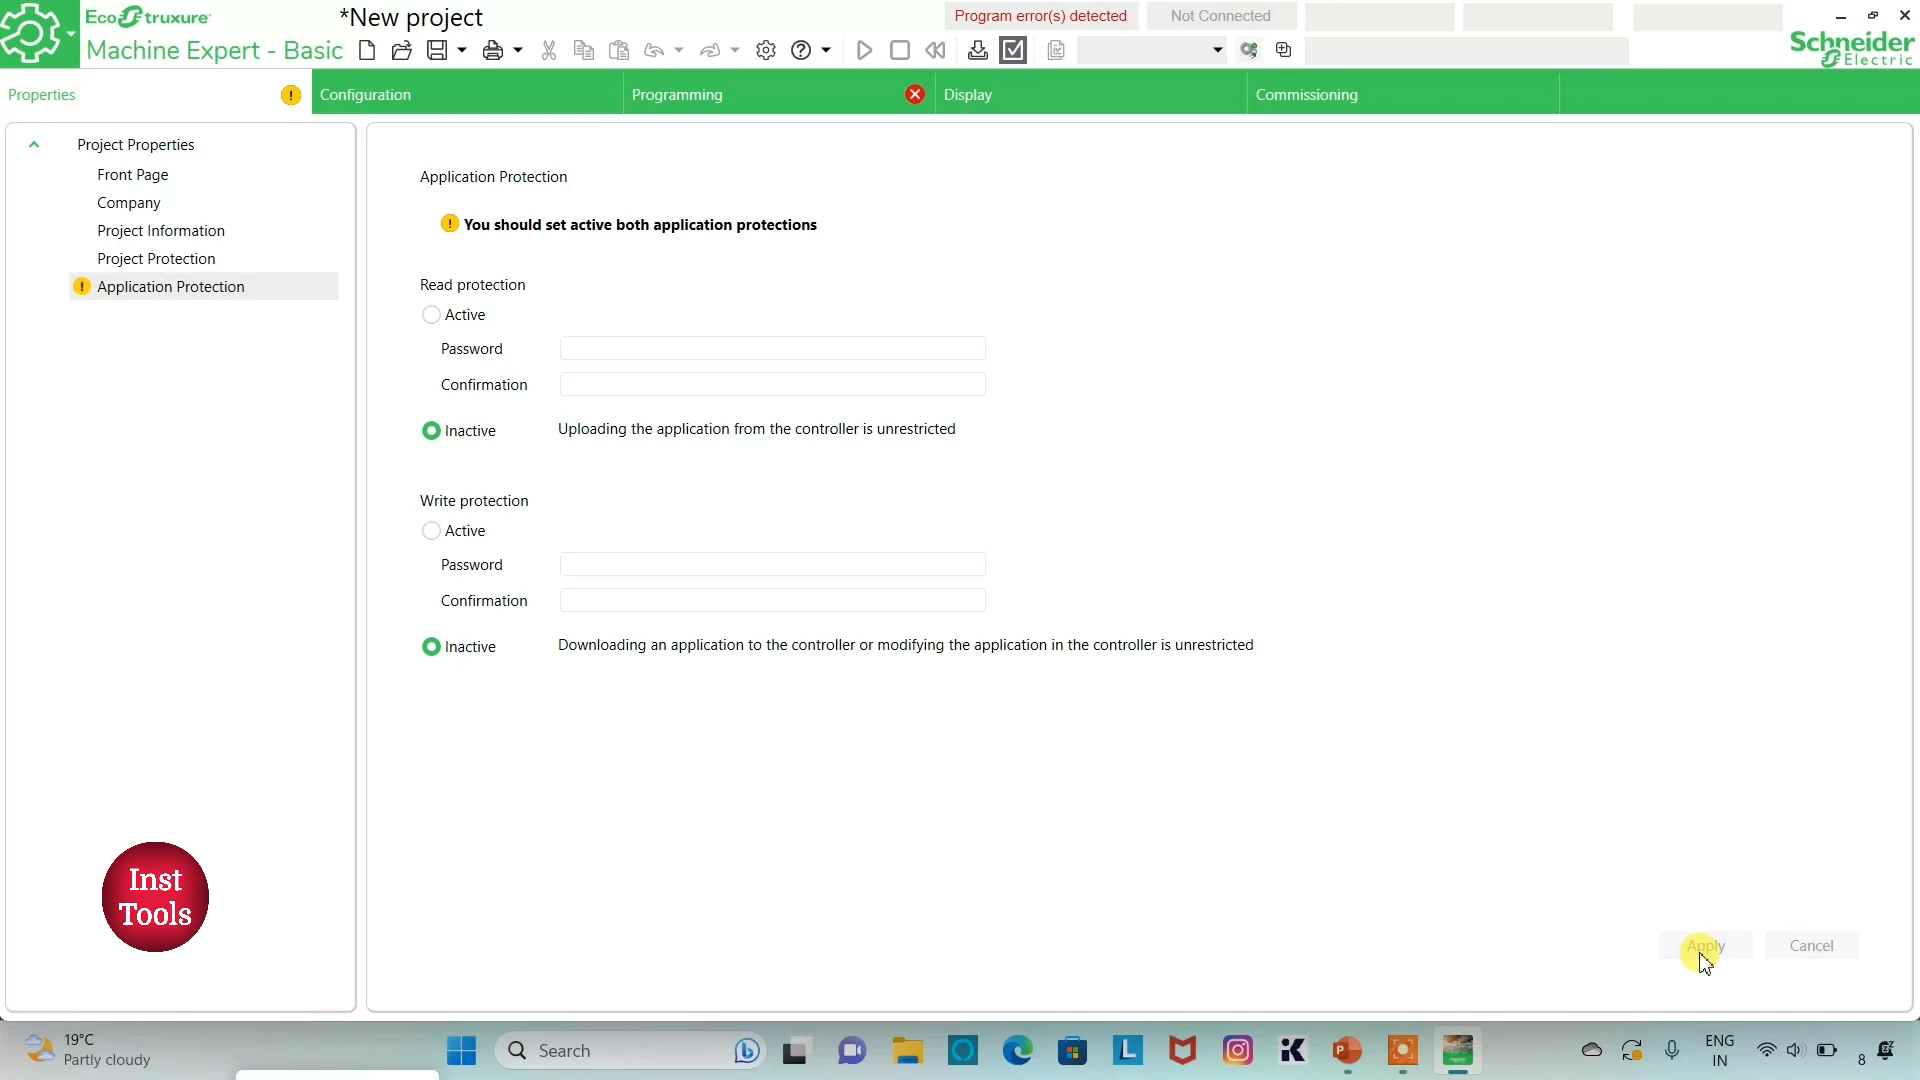 EcoStruxure
Machine Expert - Basic
*New project
Program error(s) detected
Not Connected
Schneider
Electric
Properties
Configuration
Programming
Display
Commissioning
Project Properties
Front Page
Company
Project Information
Project Protection
Application Protection
Application Protection
You should set active both application protections
Read protection
Active
Password
Confirmation
Inactive
Uploading the application from the controller is unrestricted
Write protection
Active
Password
Confirmation
Inactive
Downloading an application to the controller or modifying the application in the controller is unrestricted
Inst
Tools
Apply
Cancel
19°C
Partly cloudy
Search
ENG
IN
8